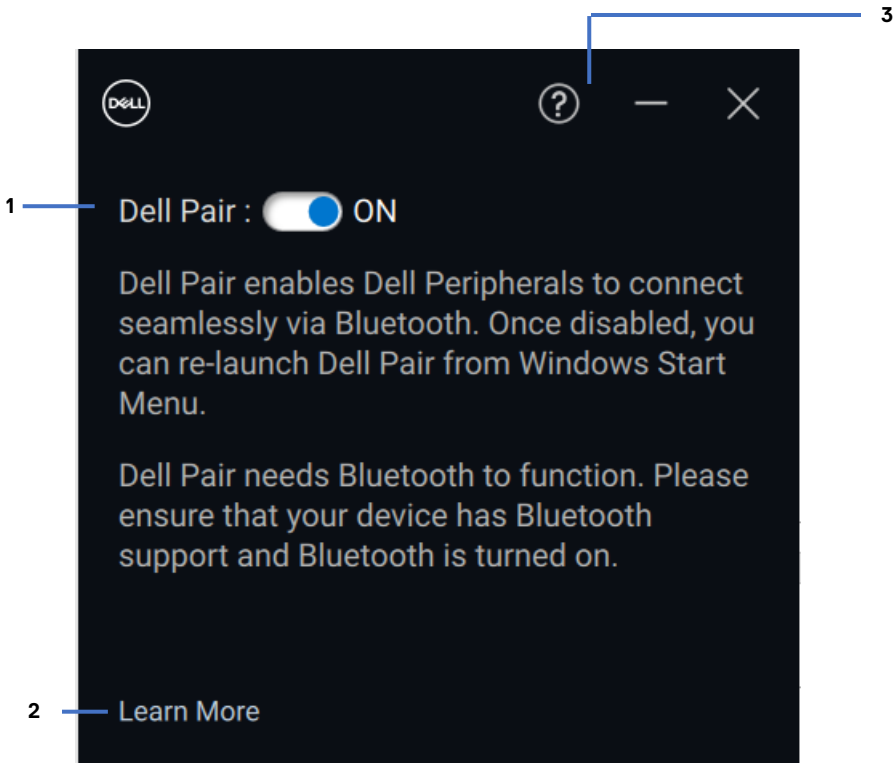 3
DELL
?
1
Dell Pair : ON
Dell Pair enables Dell Peripherals to connect
seamlessly via Bluetooth. Once disabled, you
can re-launch Dell Pair from Windows Start
Menu.
Dell Pair needs Bluetooth to function. Please
ensure that your device has Bluetooth
support and Bluetooth is turned on.
2
Learn More